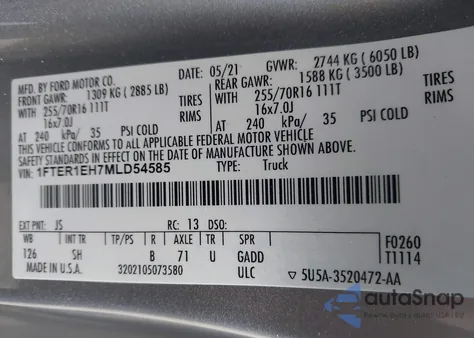 MFD. BY FORD MOTOR CO.
DATE: 05/21 GVWR: 2744 KG ( 6050 LB)
FRONT GAWR: 1309 KG ( 2885 LB)
REAR GAWR: 1588 KG ( 3500 LB)
WITH 255/70R16 111T TIRES
WITH 255/70R16 111T TIRES
16x7.0J RIMS
16x7.0J RIMS
AT 240 kPa/ 35 PSI COLD
AT 240 kPa/ 35 PSI COLD
THIS VEHICLE CONFORMS TO ALL APPLICABLE FEDERAL MOTOR VEHICLE
SAFETY STANDARDS IN EFFECT ON THE DATE OF MANUFACTURE SHOWN ABOVE.
VIN: 1FTER1EH7MLD54585 TYPE: Truck
EXT PNT: JS RC: 13 DSO:
WB INT TR TP/PS R AXLE TR SPR F0260
126 SH B 71 U GADD T1114
MADE IN U.S.A. 3202105073580 ULC 5U5A-3520472-AA
autoSnap